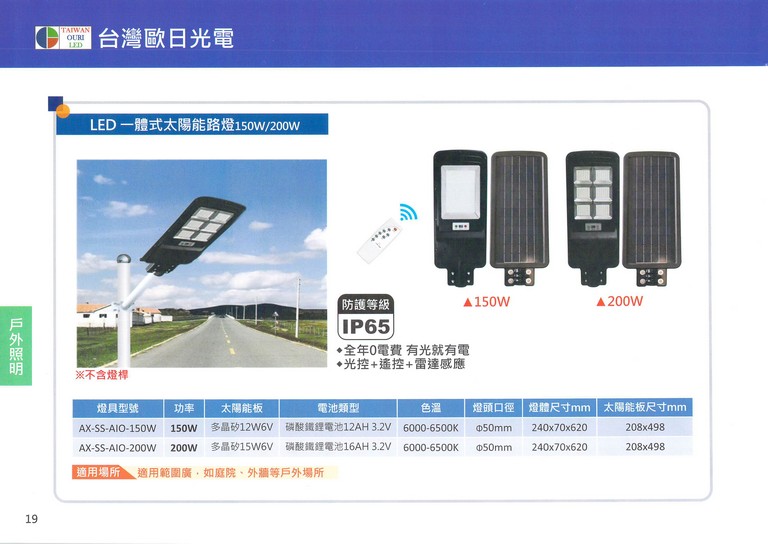 TAIWAN
OURI
LED
台灣歐日光電
LED 一體式太陽能路燈150W/200W
▲150W
▲200W
防護等級
IP65
◆全年0電費 有光就有電
◆光控+遙控+雷達感應
※不含燈桿
戶外照明
燈具型號 功率 太陽能板 電池類型 色溫 燈頭口徑 燈體尺寸mm 太陽能板尺寸mm
AX-SS-AIO-150W 150W 多晶矽12W6V 磷酸鐵鋰電池12AH 3.2V 6000-6500K Φ50mm 240x70x620 208x498
AX-SS-AIO-200W 200W 多晶矽15W6V 磷酸鐵鋰電池16AH 3.2V 6000-6500K Φ50mm 240x70x620 208x498
適用場所 適用範圍廣，如庭院、外牆等戶外場所
19